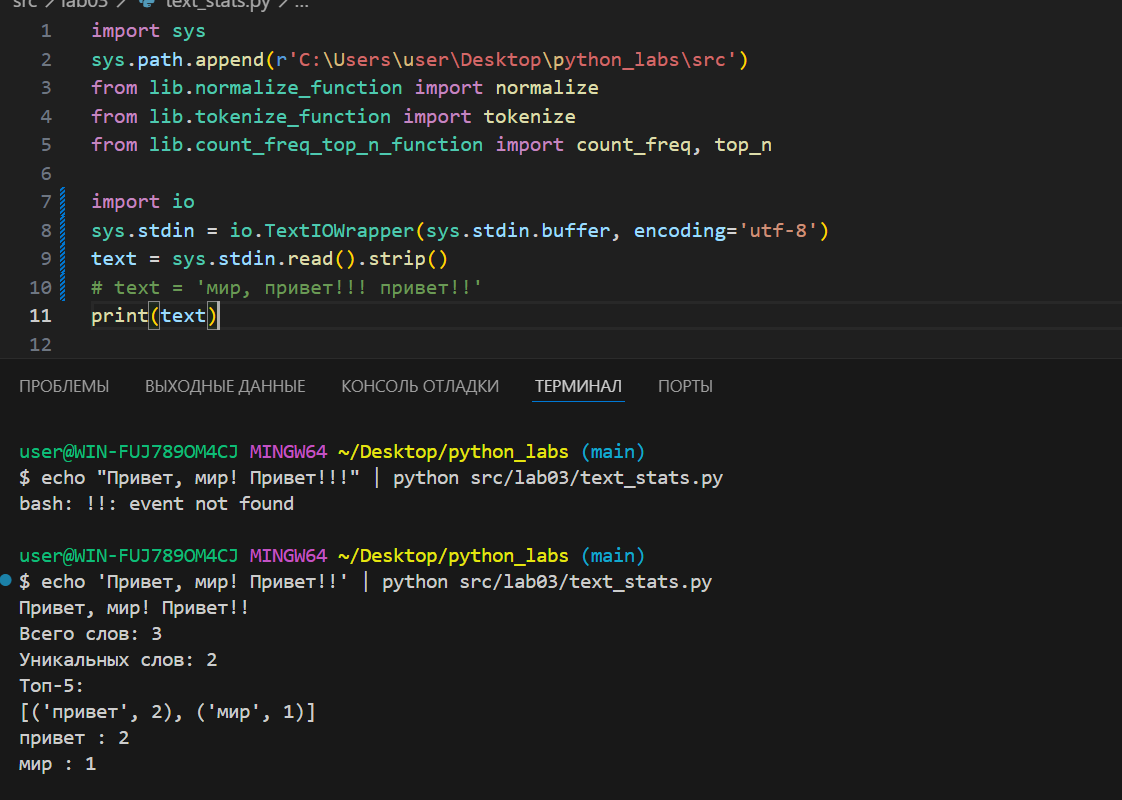 src > lab03 > text_stats.py > ...
1 import sys
2 sys.path.append(r'C:\Users\user\Desktop\python_labs\src')
3 from lib.normalize_function import normalize
4 from lib.tokenize_function import tokenize
5 from lib.count_freq_top_n_function import count_freq, top_n
6
7 import io
8 sys.stdin = io.TextIOWrapper(sys.stdin.buffer, encoding='utf-8')
9 text = sys.stdin.read().strip()
10 # text = 'мир, привет!!! привет!!'
11 print(text)
12
ПРОБЛЕМЫ ВЫХОДНЫЕ ДАННЫЕ КОНСОЛЬ ОТЛАДКИ ТЕРМИНАЛ ПОРТЫ
user@WIN-FUJ789OM4CJ MINGW64 ~/Desktop/python_labs (main)
$ echo "Привет, мир! Привет!!!" | python src/lab03/text_stats.py
bash: !!: event not found
user@WIN-FUJ789OM4CJ MINGW64 ~/Desktop/python_labs (main)
$ echo 'Привет, мир! Привет!!' | python src/lab03/text_stats.py
Привет, мир! Привет!!
Всего слов: 3
Уникальных слов: 2
Топ-5:
[('привет', 2), ('мир', 1)]
привет : 2
мир : 1